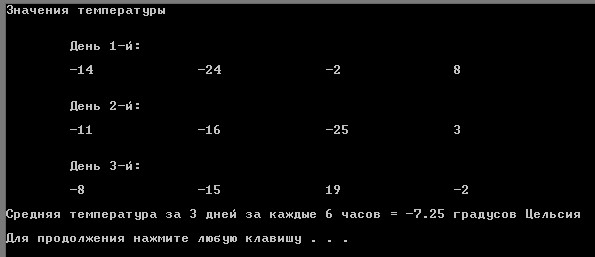 Значения температуры
День 1-й:
-14 -24 -2 8
День 2-й:
-11 -16 -25 3
День 3-й:
-8 -15 19 -2
Средняя температура за 3 дней за каждые 6 часов = -7.25 градусов Цельсия
Для продолжения нажмите любую клавишу . . .